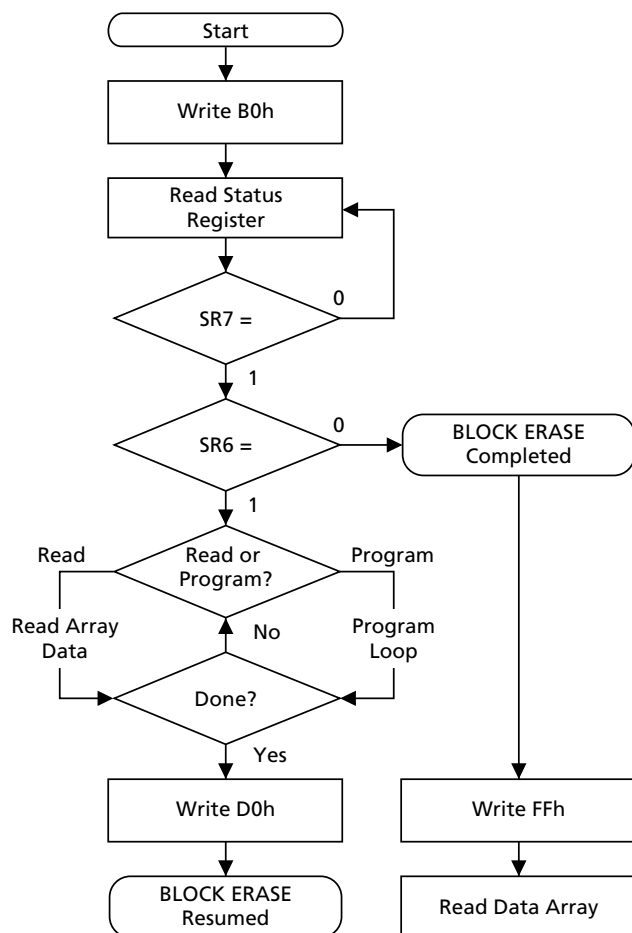 Start
Write B0h
Read Status
Register
0
SR7 =
1
0
SR6 =
BLOCK ERASE
Completed
1
Read
Read or
Program?
Program
Read Array
Data
No
Program
Loop
Done?
Yes
Write D0h
Write FFh
BLOCK ERASE
Resumed
Read Data Array